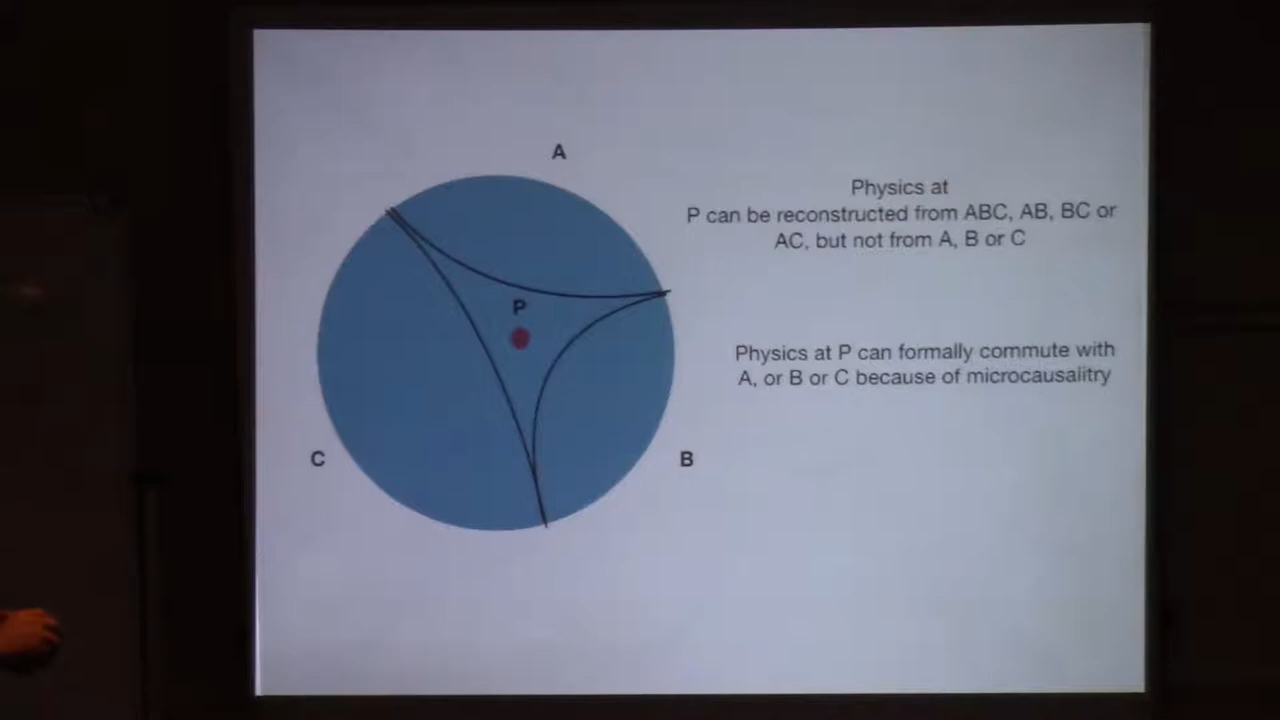 A
Physics at
P can be reconstructed from ABC, AB, BC or
AC, but not from A, B or C
P
Physics at P can formally commute with
A, or B or C because of microcausalitry
C
B